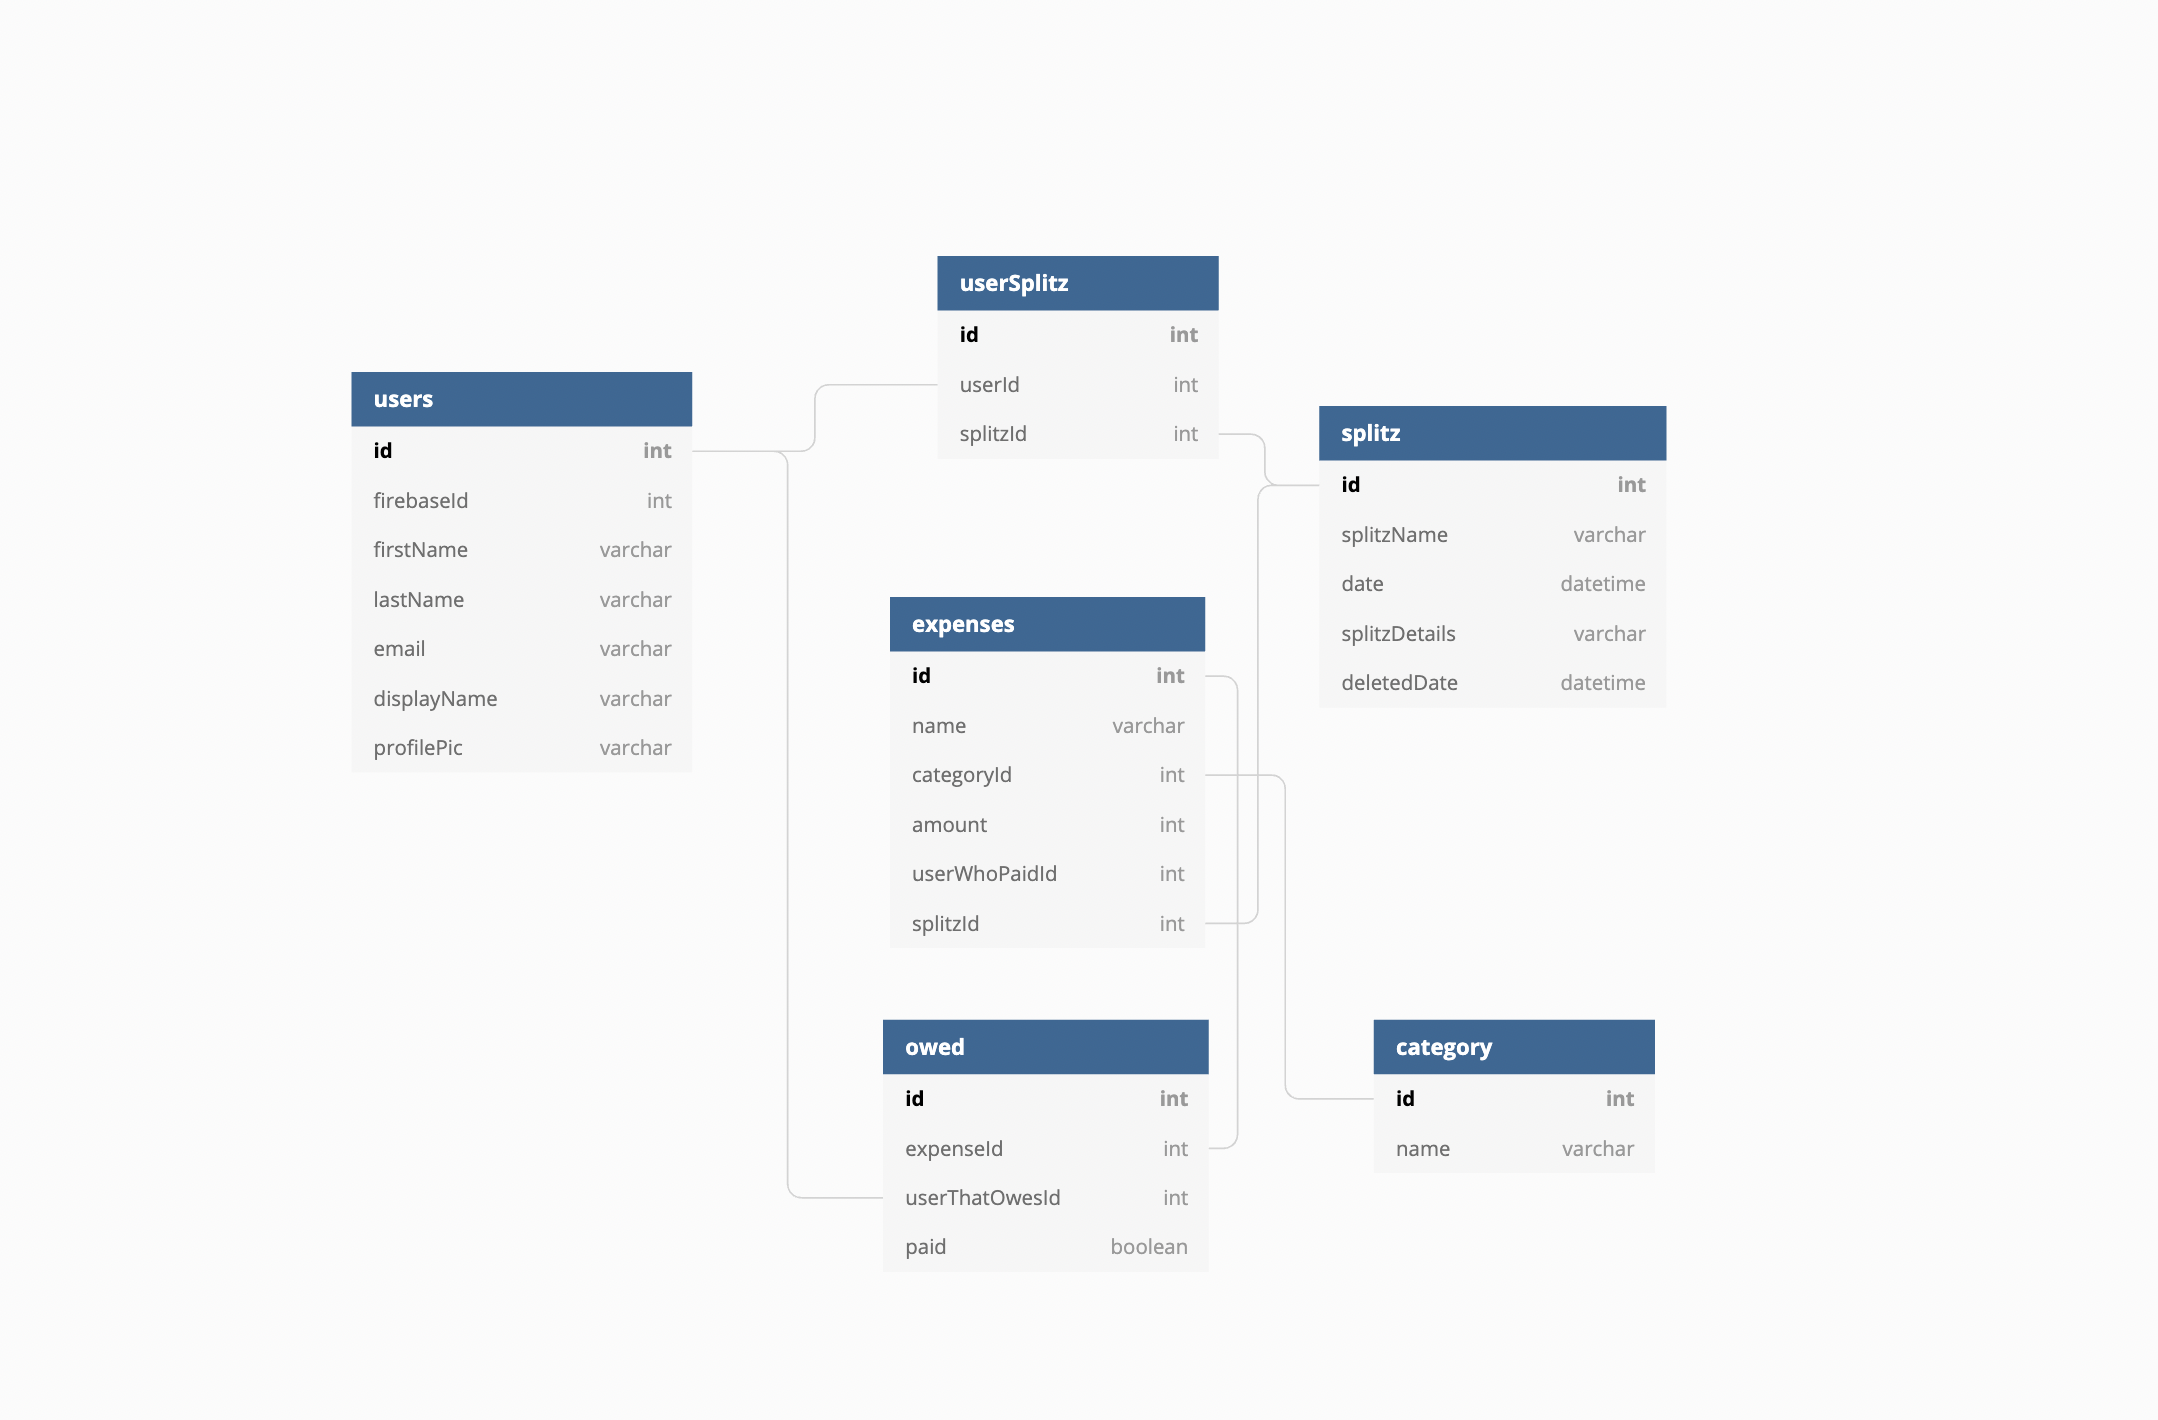 userSplitz
id int
userId int
splitzId int
users
id int
firebaseId int
firstName varchar
lastName varchar
email varchar
displayName varchar
profilePic varchar
splitz
id int
splitzName varchar
date datetime
splitzDetails varchar
deletedDate datetime
expenses
id int
name varchar
categoryId int
amount int
userWhoPaidId int
splitzId int
owed
id int
expenseId int
userThatOwesId int
paid boolean
category
id int
name varchar